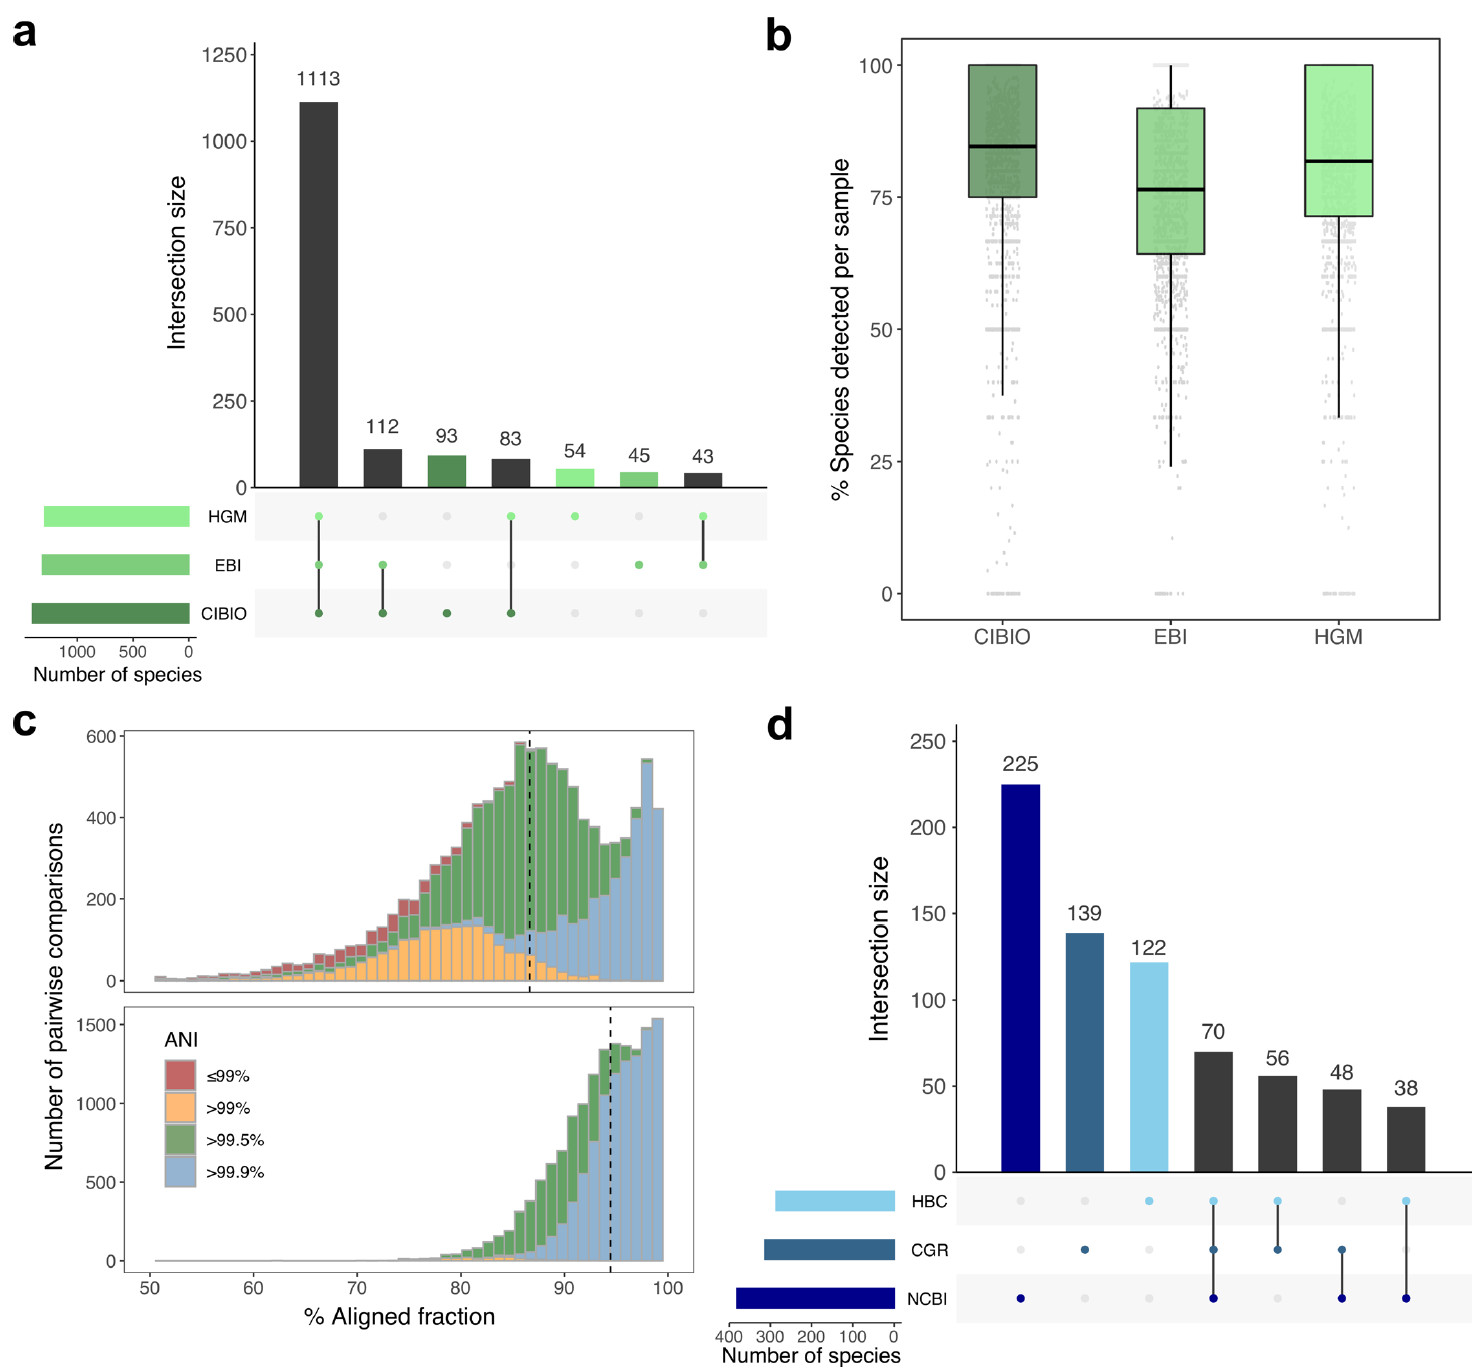 a
1250
1000
750
500
250
0
Intersection size
1113
112
93
83
54
45
43
HGM
EBI
CIBIO
1000 500 0
Number of species
b
100
75
50
25
0
% Species detected per sample
CIBIO EBI HGM
c
600
400
200
0
Number of pairwise comparisons
1500
1000
500
0
ANI
≤99%
>99%
>99.5%
>99.9%
50 60 70 80 90 100
% Aligned fraction
d
250
200
150
100
50
0
Intersection size
225
139
122
70
56
48
38
HBC
CGR
NCBI
400 300 200 100 0
Number of species